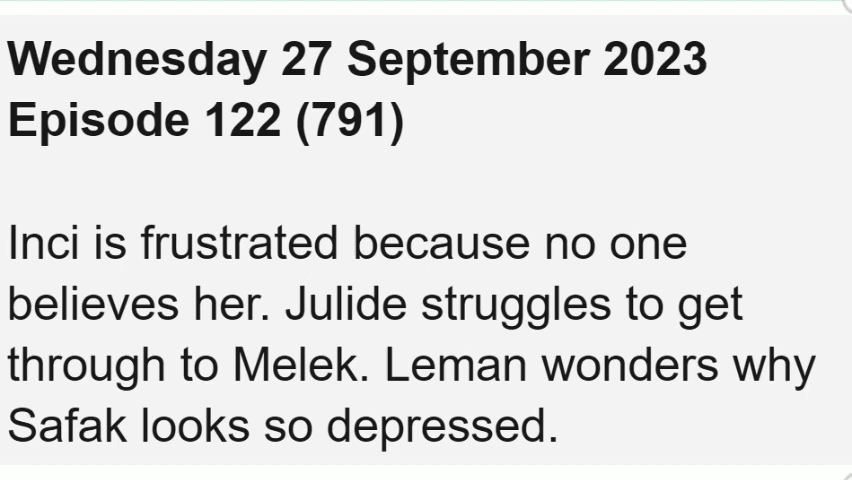 Wednesday 27 September 2023
Episode 122 (791)
Inci is frustrated because no one
believes her. Julide struggles to get
through to Melek. Leman wonders why
Safak looks so depressed.